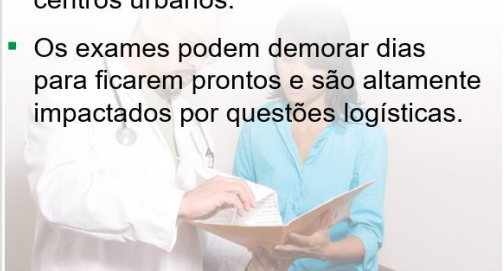 centros urbanos.
▪ Os exames podem demorar dias
para ficarem prontos e são altamente
impactados por questões logísticas.